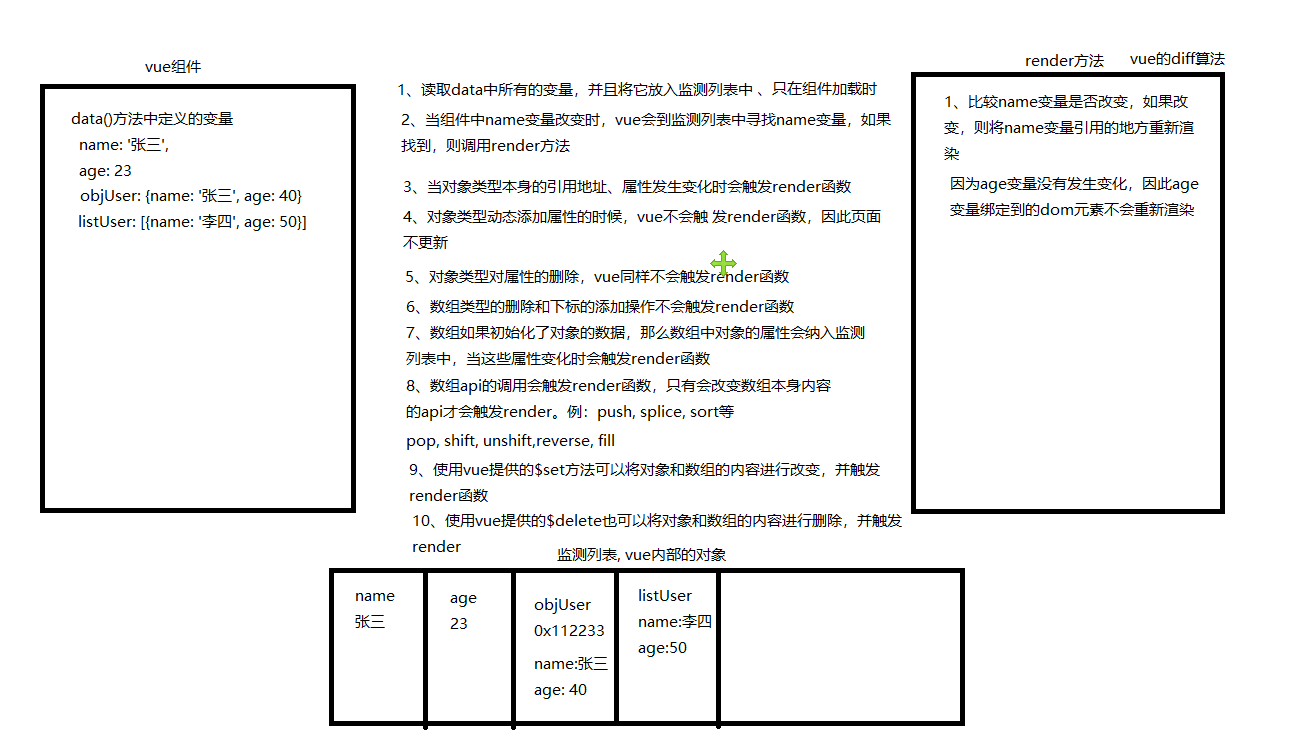 vue组件
data()方法中定义的变量
name: '张三',
age: 23
objUser: {name: '张三', age: 40}
listUser: [{name: '李四', age: 50}]
1、读取data中所有的变量，并且将它放入监测列表中 、只在组件加载时
2、当组件中name变量改变时，vue会到监测列表中寻找name变量，如果
找到，则调用render方法
3、当对象类型本身的引用地址、属性发生变化时会触发render函数
4、对象类型动态添加属性的时候，vue不会触 发render函数，因此页面
不更新
5、对象类型对属性的删除，vue同样不会触发render函数
6、数组类型的删除和下标的添加操作不会触发render函数
7、数组如果初始化了对象的数据，那么数组中对象的属性会纳入监测
列表中，当这些属性变化时会触发render函数
8、数组api的调用会触发render函数，只有会改变数组本身内容
的api才会触发render。例：push, splice, sort等
pop, shift, unshift,reverse, fill
9、使用vue提供的$set方法可以将对象和数组的内容进行改变，并触发
render函数
10、使用vue提供的$delete也可以将对象和数组的内容进行删除，并触发
render
render方法
vue的diff算法
1、比较name变量是否改变，如果改
变，则将name变量引用的地方重新渲
染
因为age变量没有发生变化，因此age
变量绑定到的dom元素不会重新渲染
监测列表, vue内部的对象
name
张三
age
23
objUser
0x112233
name:张三
age: 40
listUser
name:李四
age:50